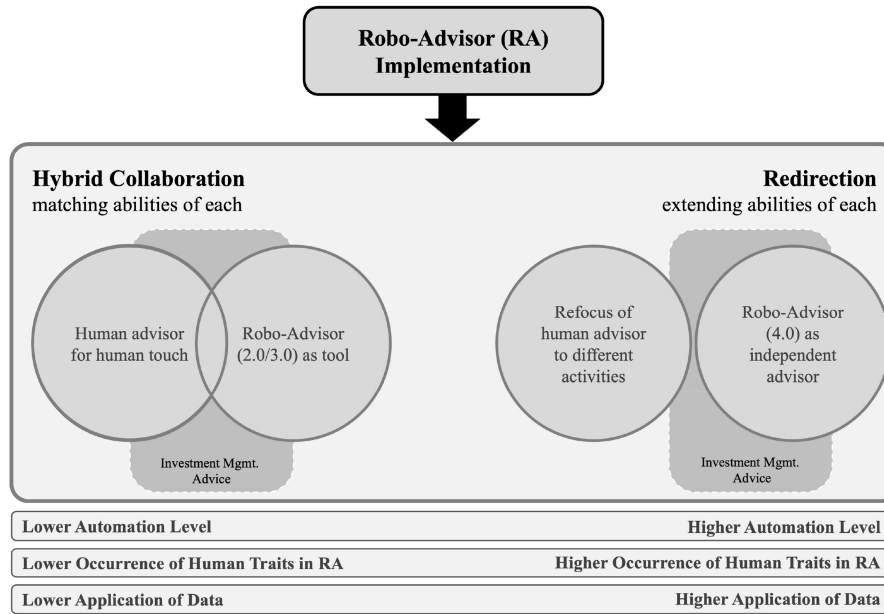 Robo-Advisor (RA)
Implementation
Hybrid Collaboration
matching abilities of each
Redirection
extending abilities of each
Human advisor
for human touch
Robo-Advisor
(2.0/3.0) as tool
Refocus of
human advisor
to different
activities
Robo-Advisor
(4.0) as
independent
advisor
Investment Mgmt.
Advice
Investment Mgmt.
Advice
Lower Automation Level
Higher Automation Level
Lower Occurrence of Human Traits in RA
Higher Occurrence of Human Traits in RA
Lower Application of Data
Higher Application of Data